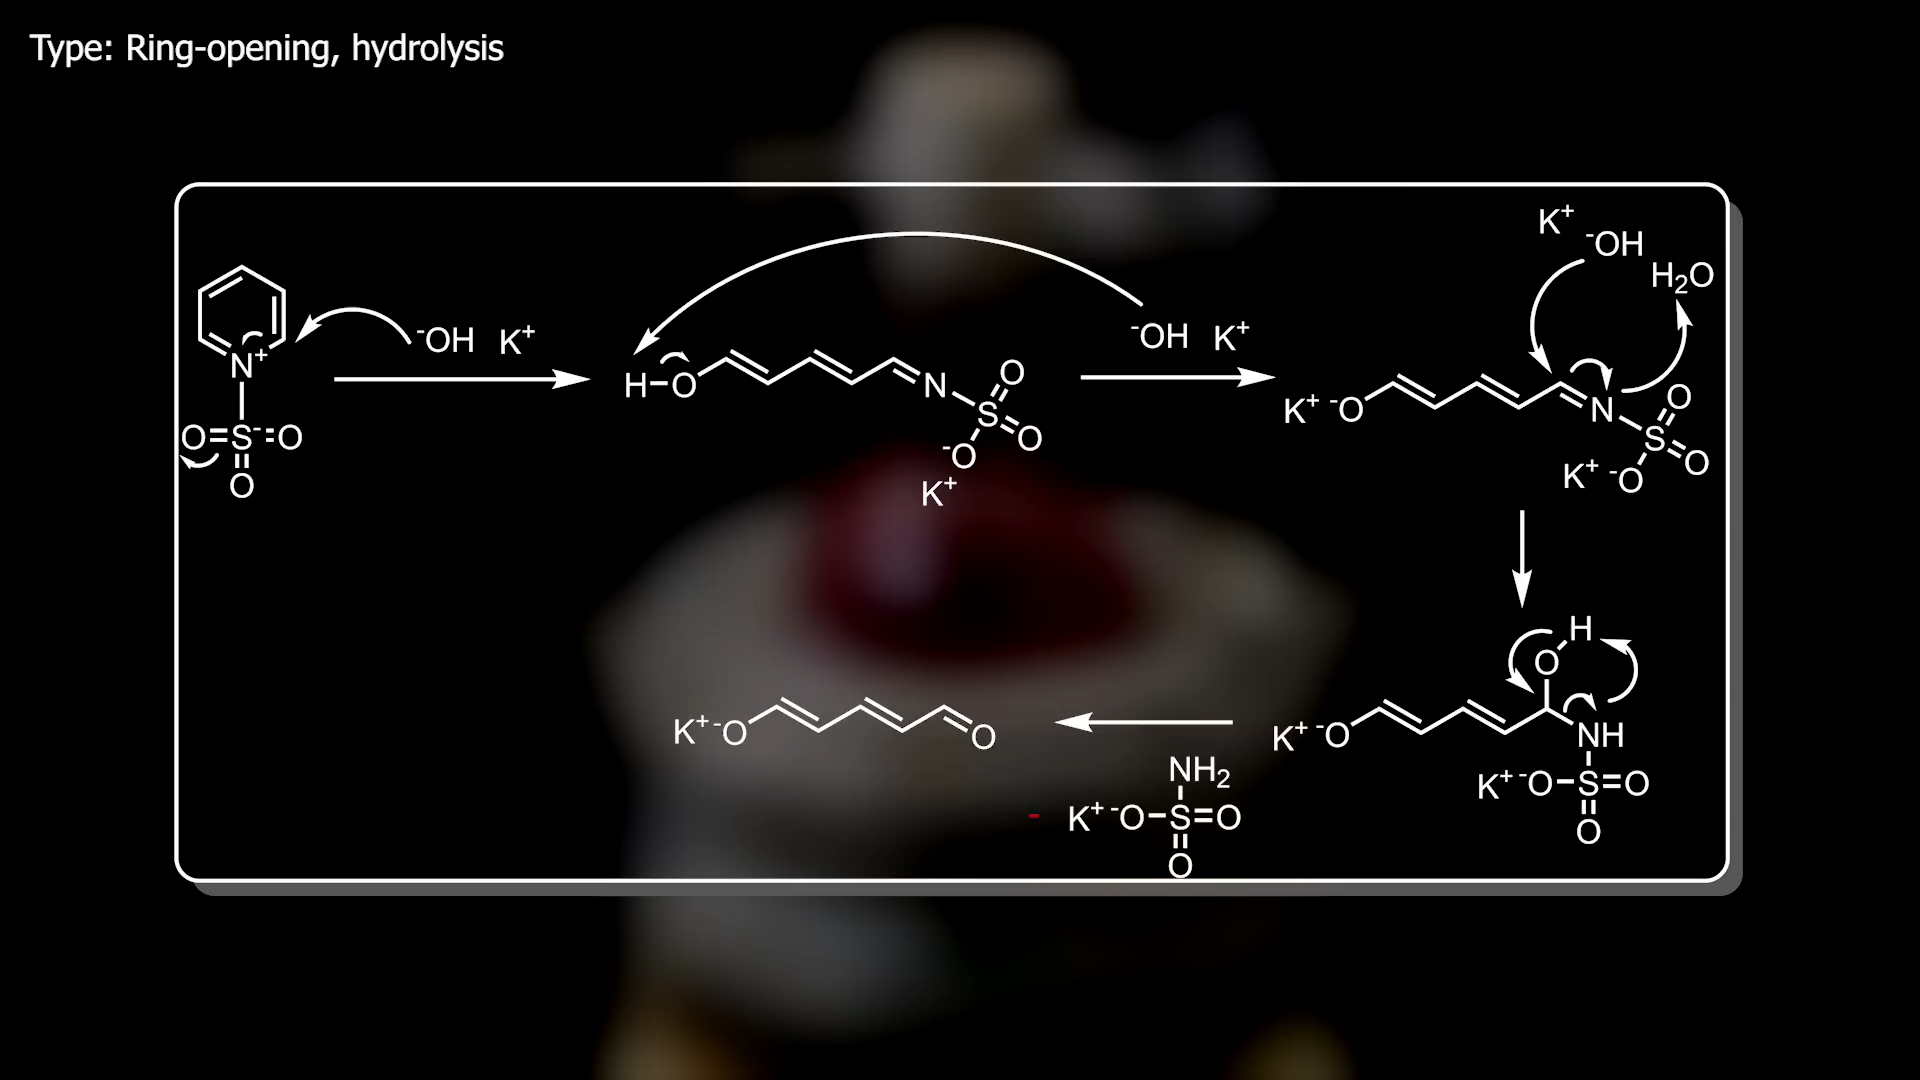 Type: Ring-opening, hydrolysis
K⁺
⁻OH
H₂O
⁻OH K⁺
N⁺
O=S⁻=O
O
H-O
N
O
S
O
⁻O
K⁺
⁻OH K⁺
K⁺ ⁻O
N
O
S
O
K⁺ ⁻O
H
O
K⁺ ⁻O
NH
K⁺ ⁻O-S=O
O
K⁺ ⁻O
O
NH₂
- K⁺ ⁻O-S=O
O